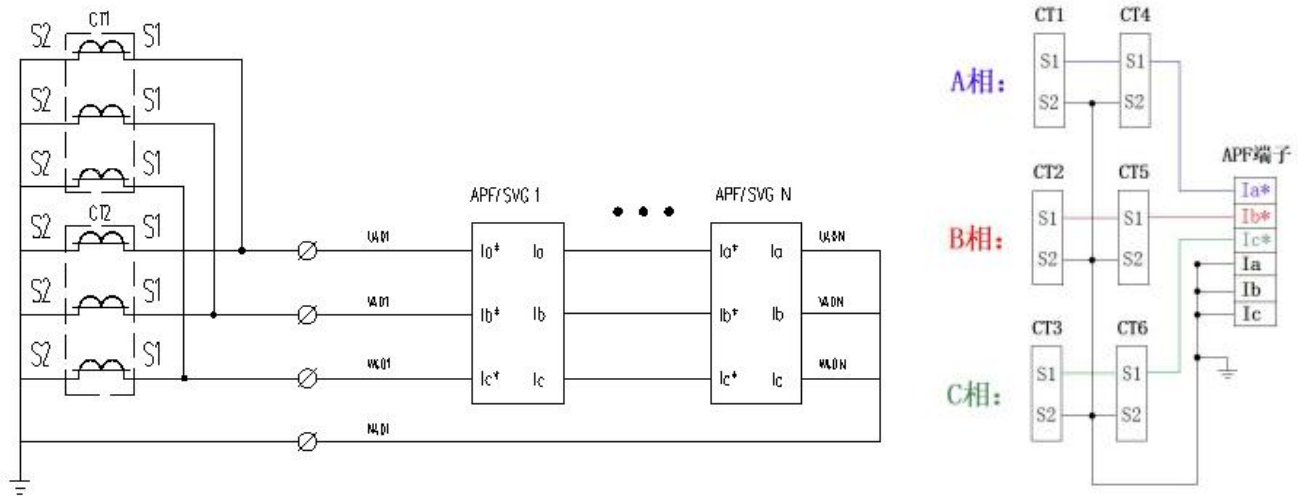 CT1
S2 S1
S2 S1
S2 S1
CT2
S2 S1
S2 S1
S2 S1
APF/SVG 1
APF/SVG N
Ia* Ia
Ib* Ib
Ic* Ic
Ia* Ia
Ib* Ib
Ic* Ic
CT1 CT4
A相:
S1 S1
S2 S2
APF端子
CT2 CT5
B相:
S1 S1
S2 S2
Ia*
Ib*
Ic*
Ia
Ib
Ic
CT3 CT6
C相:
S1 S1
S2 S2